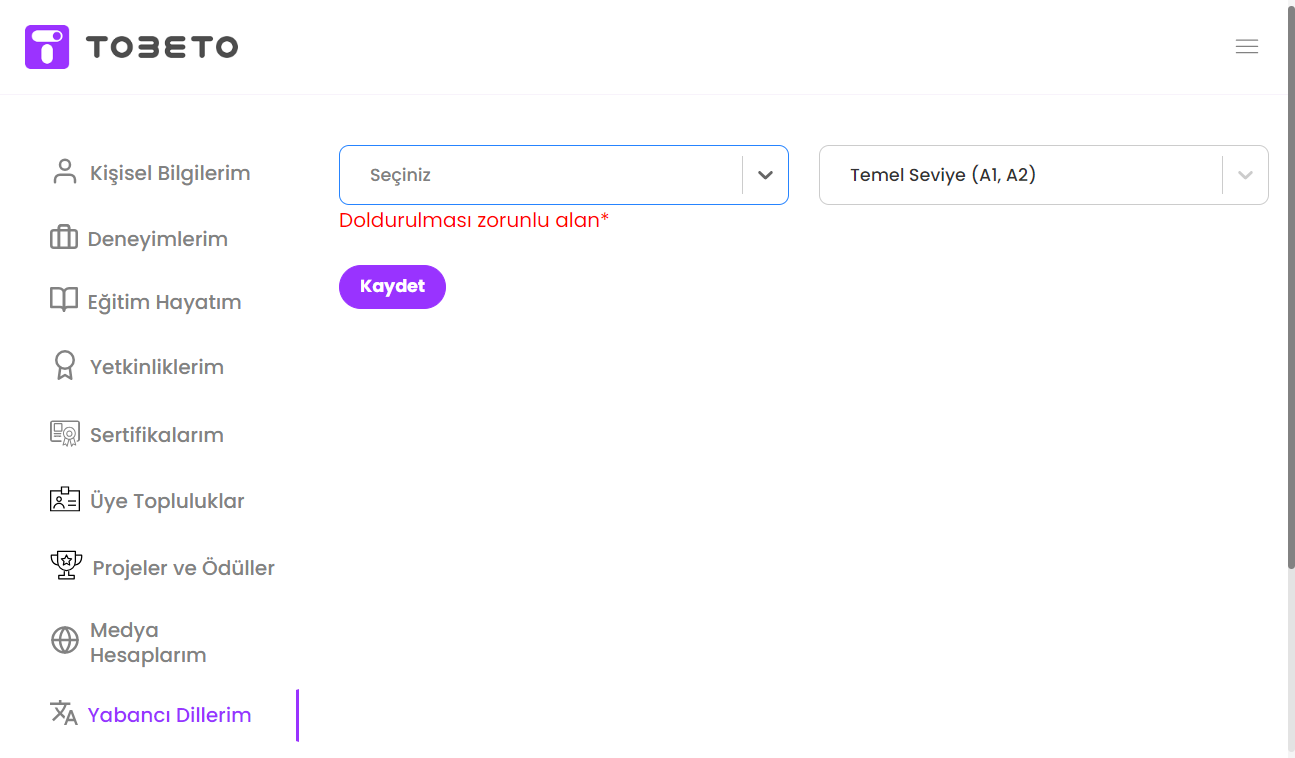 TOBETO
Kişisel Bilgilerim
Deneyimlerim
Eğitim Hayatım
Yetkinliklerim
Sertifikalarım
Üye Topluluklar
Projeler ve Ödüller
Medya
Hesaplarım
Yabancı Dillerim
Seçiniz
Temel Seviye (A1, A2)
Doldurulması zorunlu alan*
Kaydet